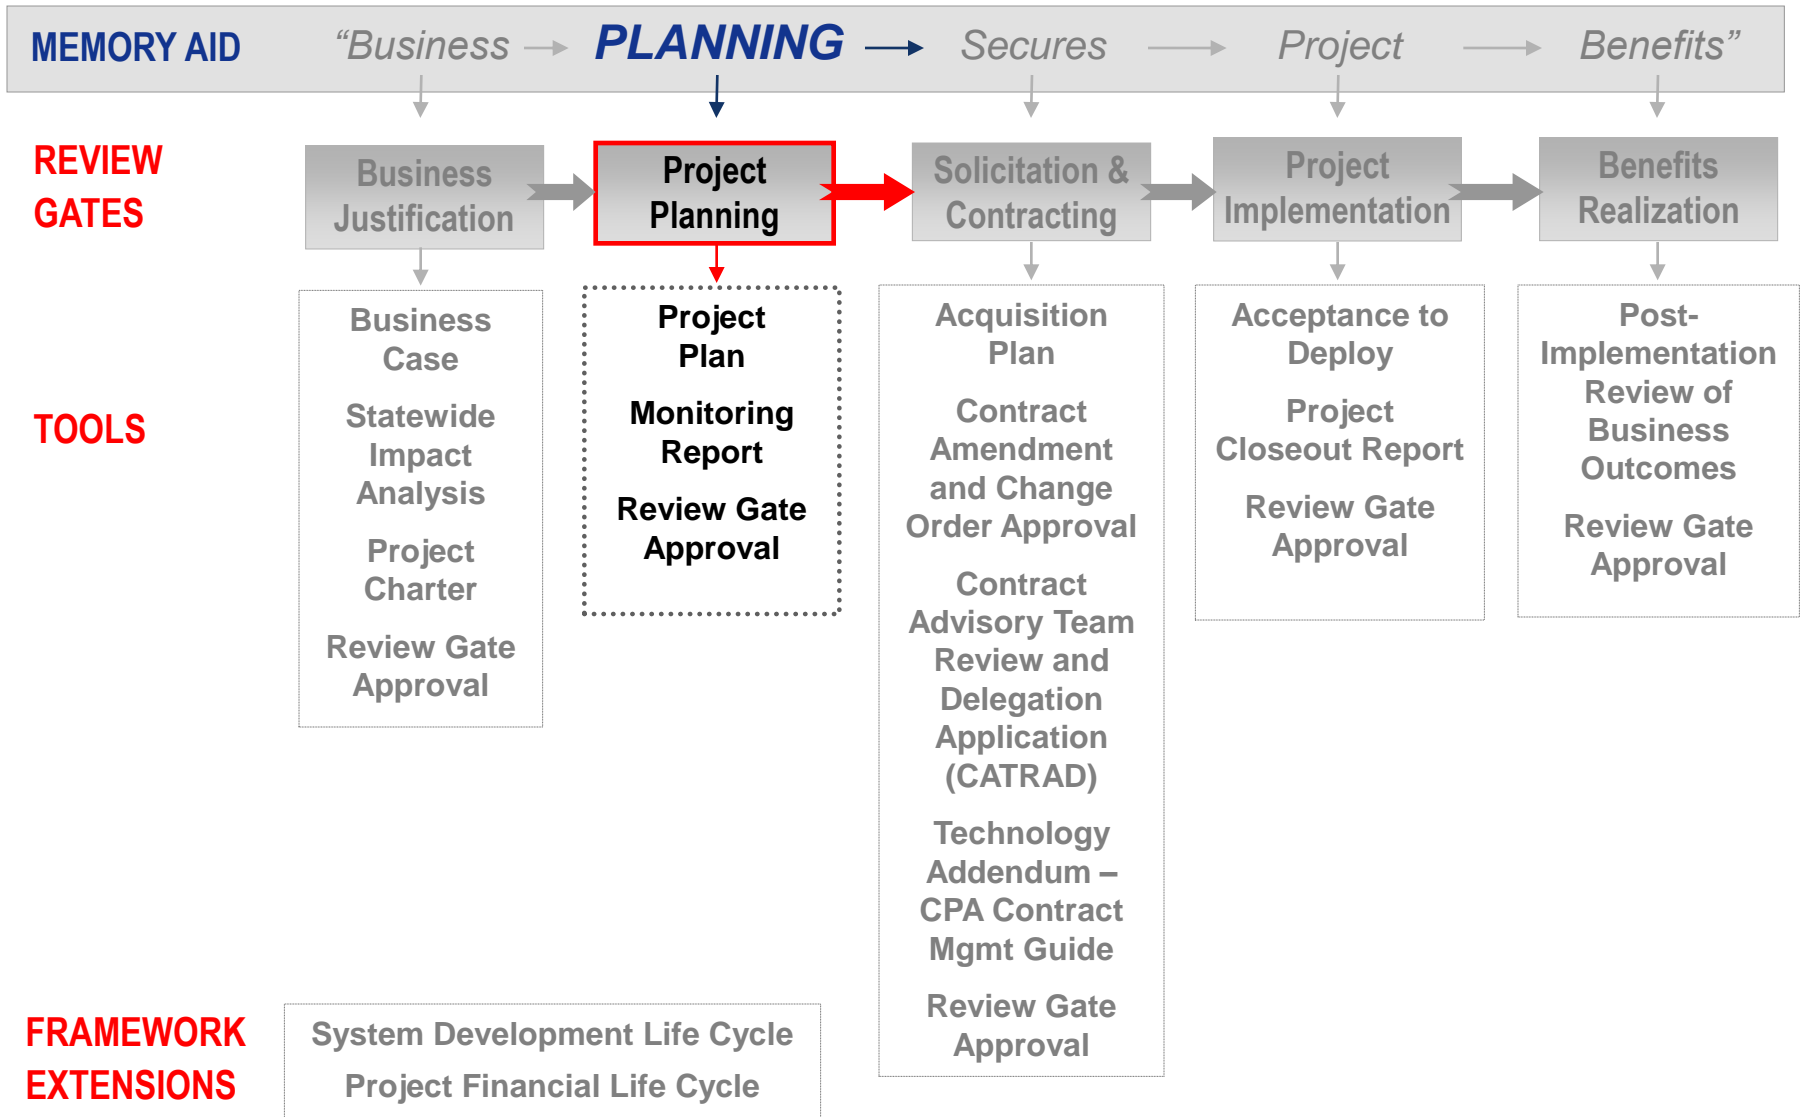 MEMORY AID
“Business
PLANNING
Secures
Project
Benefits”
REVIEW
GATES
Business
Justification
Project
Planning
Solicitation &
Contracting
Project
Implementation
Benefits
Realization
TOOLS
Business
Case
Statewide
Impact
Analysis
Project
Charter
Review Gate
Approval
Project
Plan
Monitoring
Report
Review Gate
Approval
Acquisition
Plan
Contract
Amendment
and Change
Order Approval
Contract
Advisory Team
Review and
Delegation
Application
(CATRAD)
Technology
Addendum –
CPA Contract
Mgmt Guide
Review Gate
Approval
Acceptance to
Deploy
Project
Closeout Report
Review Gate
Approval
Post-
Implementation
Review of
Business
Outcomes
Review Gate
Approval
FRAMEWORK
EXTENSIONS
System Development Life Cycle
Project Financial Life Cycle